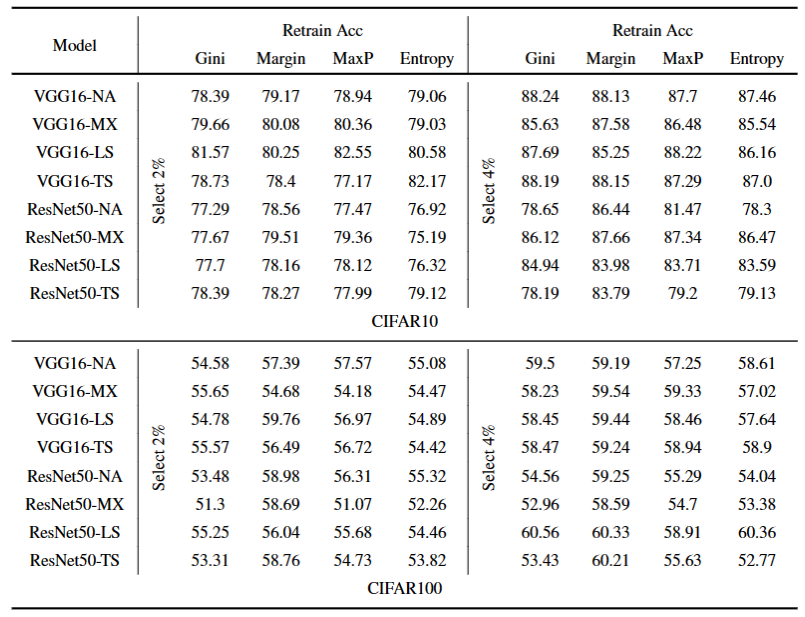 Model Retrain Acc Retrain Acc
Gini Margin MaxP Entropy Gini Margin MaxP Entropy
Select 2%
Select 4%
VGG16-NA 78.39 79.17 78.94 79.06 88.24 88.13 87.7 87.46
VGG16-MX 79.66 80.08 80.36 79.03 85.63 87.58 86.48 85.54
VGG16-LS 81.57 80.25 82.55 80.58 87.69 85.25 88.22 86.16
VGG16-TS 78.73 78.4 77.17 82.17 88.19 88.15 87.29 87.0
ResNet50-NA 77.29 78.56 77.47 76.92 78.65 86.44 81.47 78.3
ResNet50-MX 77.67 79.51 79.36 75.19 86.12 87.66 87.34 86.47
ResNet50-LS 77.7 78.16 78.12 76.32 84.94 83.98 83.71 83.59
ResNet50-TS 78.39 78.27 77.99 79.12 78.19 83.79 79.2 79.13
CIFAR10
Select 2%
Select 4%
VGG16-NA 54.58 57.39 57.57 55.08 59.5 59.19 57.25 58.61
VGG16-MX 55.65 54.68 54.18 54.47 58.23 59.54 59.33 57.02
VGG16-LS 54.78 59.76 56.97 54.89 58.45 59.44 58.46 57.64
VGG16-TS 55.57 56.49 56.72 54.42 58.47 59.24 58.94 58.9
ResNet50-NA 53.48 58.98 56.31 55.32 54.56 59.25 55.29 54.04
ResNet50-MX 51.3 58.69 51.07 52.26 52.96 58.59 54.7 53.38
ResNet50-LS 55.25 56.04 55.68 54.46 60.56 60.33 58.91 60.36
ResNet50-TS 53.31 58.76 54.73 53.82 53.43 60.21 55.63 52.77
CIFAR100